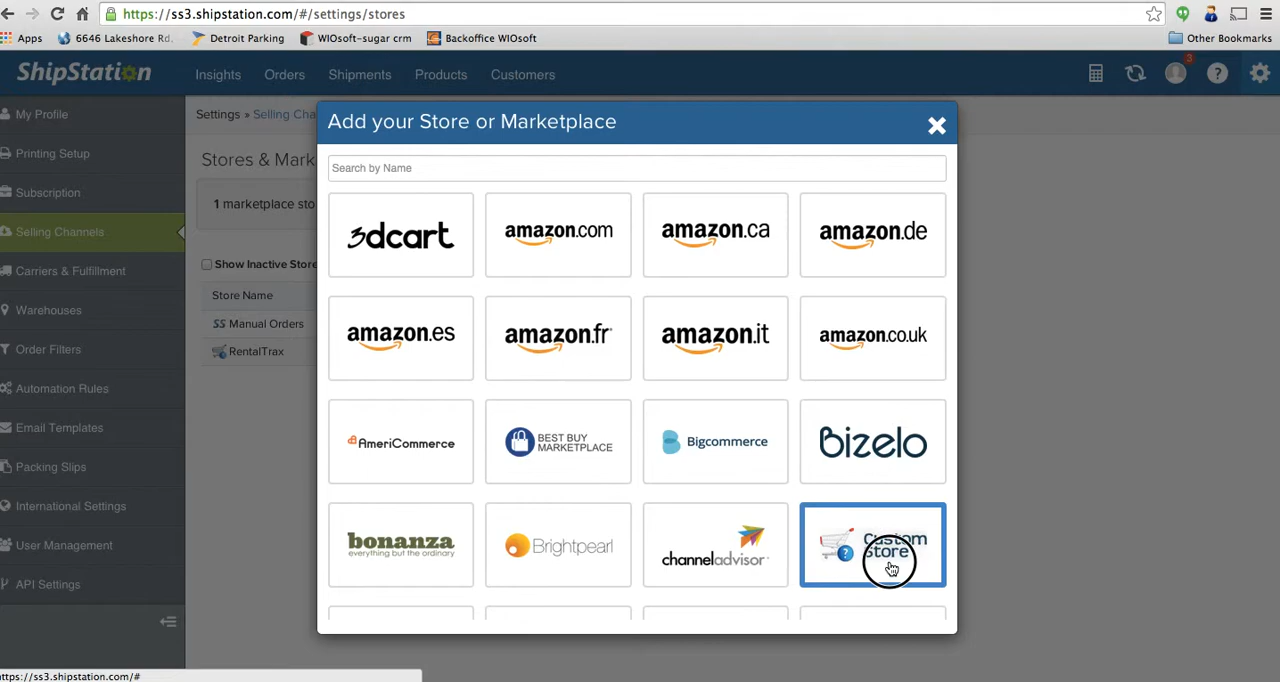 https://ss3.shipstation.com/#/settings/stores
Apps 6646 Lakeshore Rd. Detroit Parking WIOsoft-sugar crm Backoffice WIOsoft Other Bookmarks
ShipStation Insights Orders Shipments Products Customers 3 ?
My Profile
Printing Setup
Subscription
Selling Channels
Carriers & Fulfillment
Warehouses
Order Filters
Automation Rules
Email Templates
Packing Slips
International Settings
User Management
API Settings
Settings » Selling Cha
Stores & Mark
1 marketplace sto
Show Inactive Store
Store Name
SS Manual Orders
RentalTrax
Add your Store or Marketplace
Search by Name
3dcart amazon.com amazon.ca amazon.de
amazon.es amazon.fr amazon.it amazon.co.uk
AmeriCommerce BEST BUY MARKETPLACE Bigcommerce Bizelo
bonanza
everything but the ordinary
Brightpearl
channeladvisor
? Custom
Store
https://ss3.shipstation.com/#